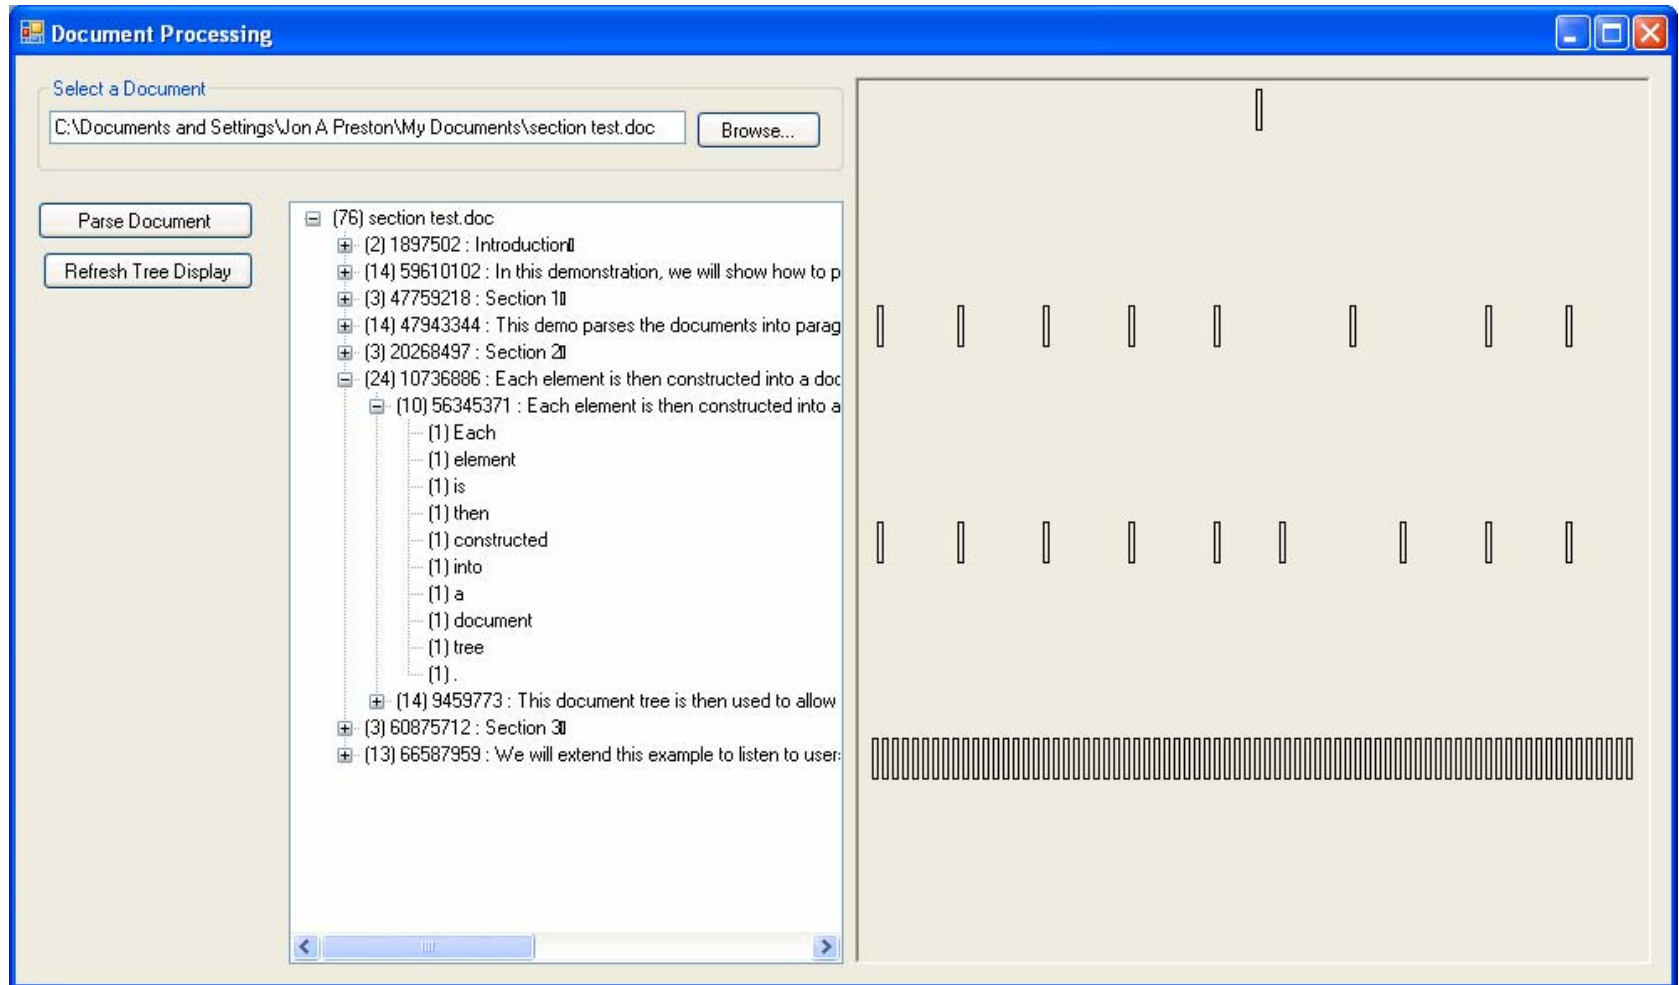 Document Processing
Select a Document
C:\Documents and Settings\Jon A Preston\My Documents\section test.doc
Browse...
Parse Document
Refresh Tree Display
(76) section test.doc
(2) 1897502 : Introduction
(14) 59610102 : In this demonstration, we will show how to p
(3) 47759218 : Section 1
(14) 47943344 : This demo parses the documents into parag
(3) 20268497 : Section 2
(24) 10736886 : Each element is then constructed into a doc
(10) 56345371 : Each element is then constructed into a
(1) Each
(1) element
(1) is
(1) then
(1) constructed
(1) into
(1) a
(1) document
(1) tree
(1) .
(14) 9459773 : This document tree is then used to allow
(3) 60875712 : Section 3
(13) 66587959 : We will extend this example to listen to user